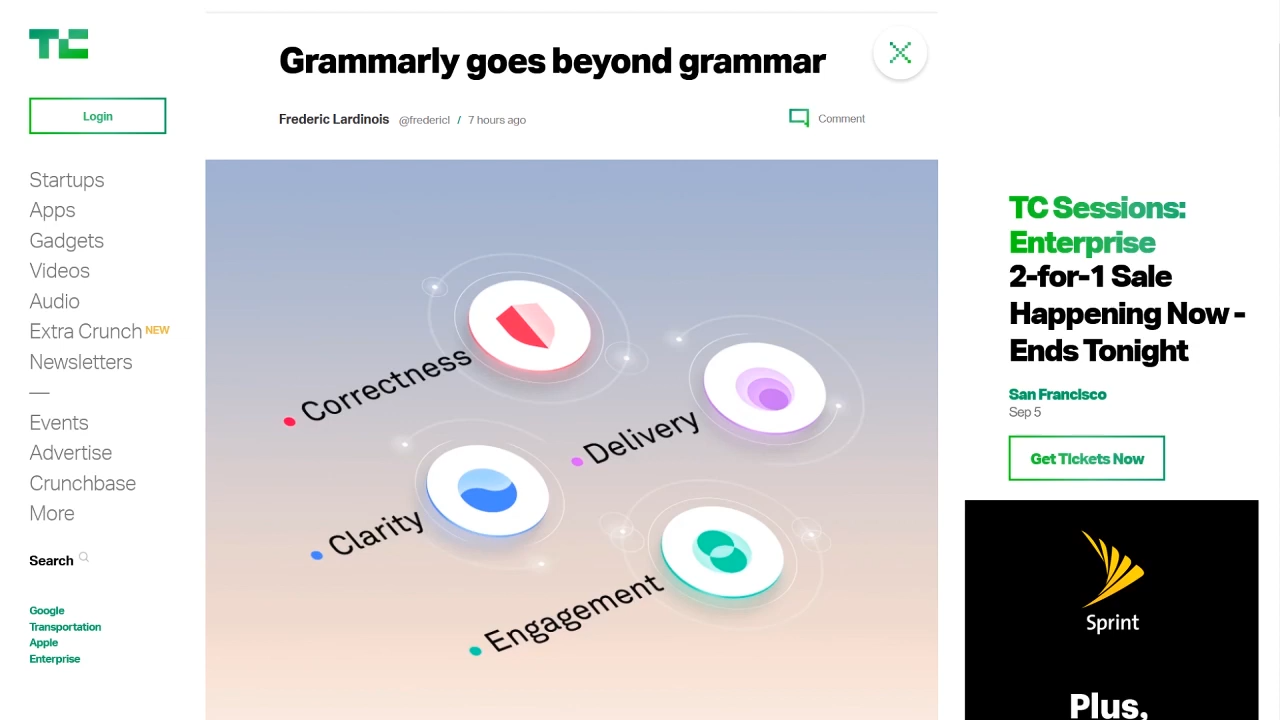 TC
Login
Startups
Apps
Gadgets
Videos
Audio
Extra Crunch NEW
Newsletters
—
Events
Advertise
Crunchbase
More
Search
Google
Transportation
Apple
Enterprise
Grammarly goes beyond grammar
Frederic Lardinois @fredericl / 7 hours ago
Comment
Correctness
Delivery
Clarity
Engagement
TC Sessions:
Enterprise
2-for-1 Sale
Happening Now -
Ends Tonight
San Francisco
Sep 5
Get Tickets Now
Sprint
Plus,